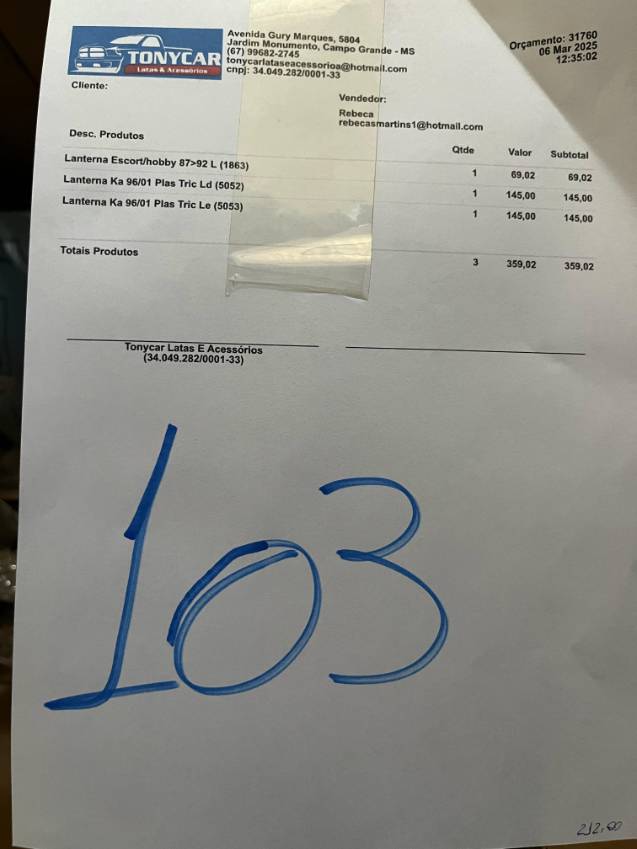 TONYCAR
Latas & Acessórios
Avenida Gury Marques, 5804
Jardim Monumento, Campo Grande - MS
(67) 99682-2745
tonycarlataseacessorioa@hotmail.com
cnpj: 34.049.282/0001-33
Orçamento: 31760
06 Mar 2025
12:35:02
Cliente:
Vendedor:
Rebeca
rebecasmartins1@hotmail.com
Desc. Produtos Qtde Valor Subtotal
Lanterna Escort/hobby 87>92 L (1863) 1 69,02 69,02
Lanterna Ka 96/01 Plas Tric Ld (5052) 1 145,00 145,00
Lanterna Ka 96/01 Plas Tric Le (5053) 1 145,00 145,00
Totais Produtos 3 359,02 359,02
Tonycar Latas E Acessórios
(34.049.282/0001-33)
103
212,00